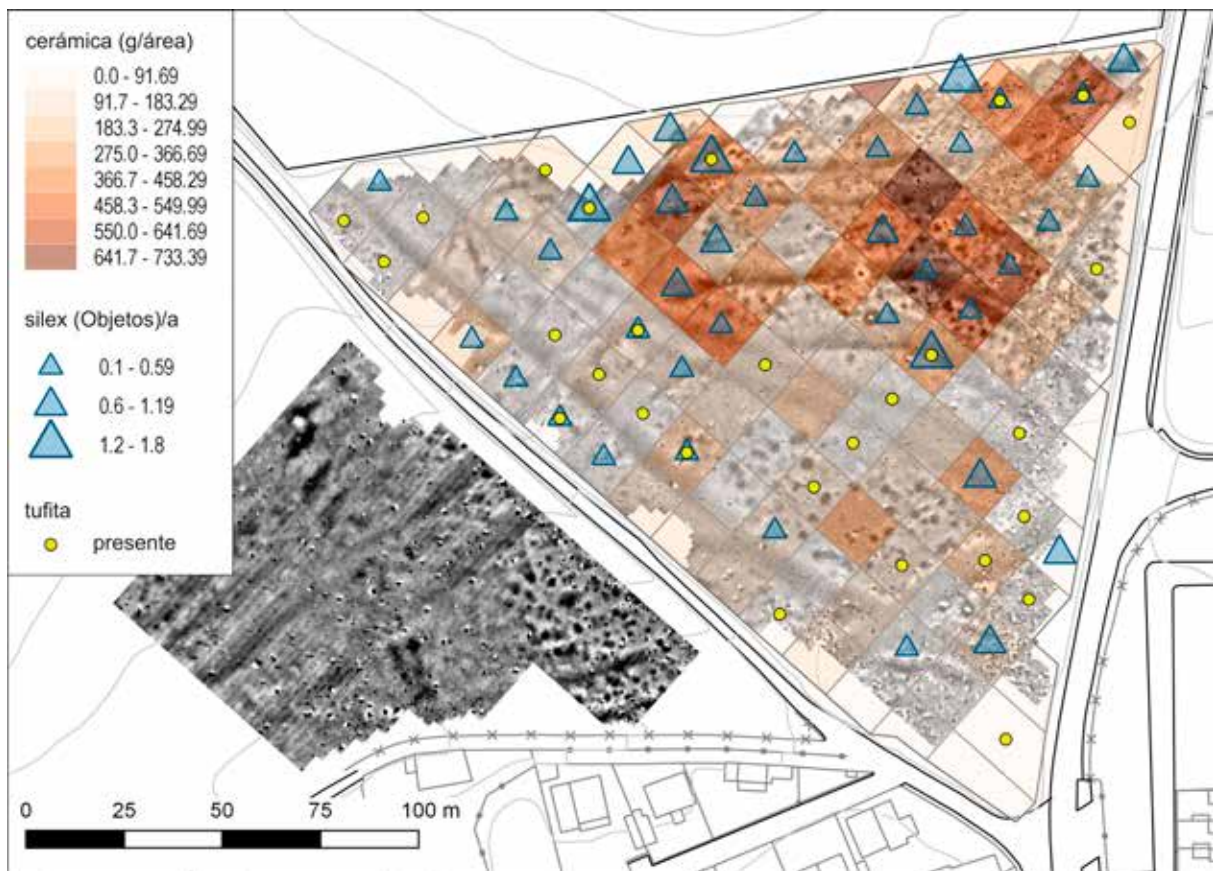 cerámica (g/área)
0.0 - 91.69
91.7 - 183.29
183.3 - 274.99
275.0 - 366.69
366.7 - 458.29
458.3 - 549.99
550.0 - 641.69
641.7 - 733.39
silex (Objetos)/a
0.1 - 0.59
0.6 - 1.19
1.2 - 1.8
tufita
presente
0 25 50 75 100 m